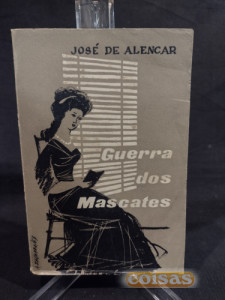 JOSÉ DE ALENCAR
Guerra
dos
Mascates
coisas